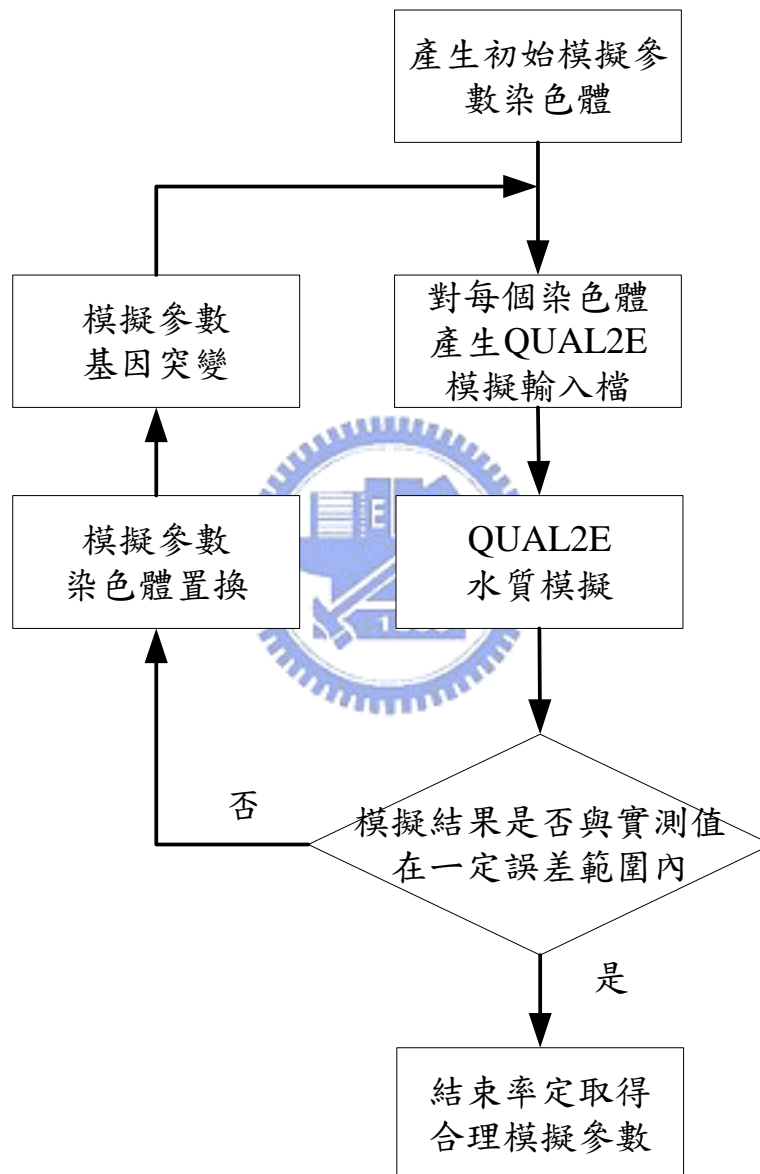 產生初始模擬參
數染色體
模擬參數
基因突變
對每個染色體
產生QUAL2E
模擬輸入檔
模擬參數
染色體置換
QUAL2E
水質模擬
否
模擬結果是否與實測值
在一定誤差範圍內
是
結束率定取得
合理模擬參數